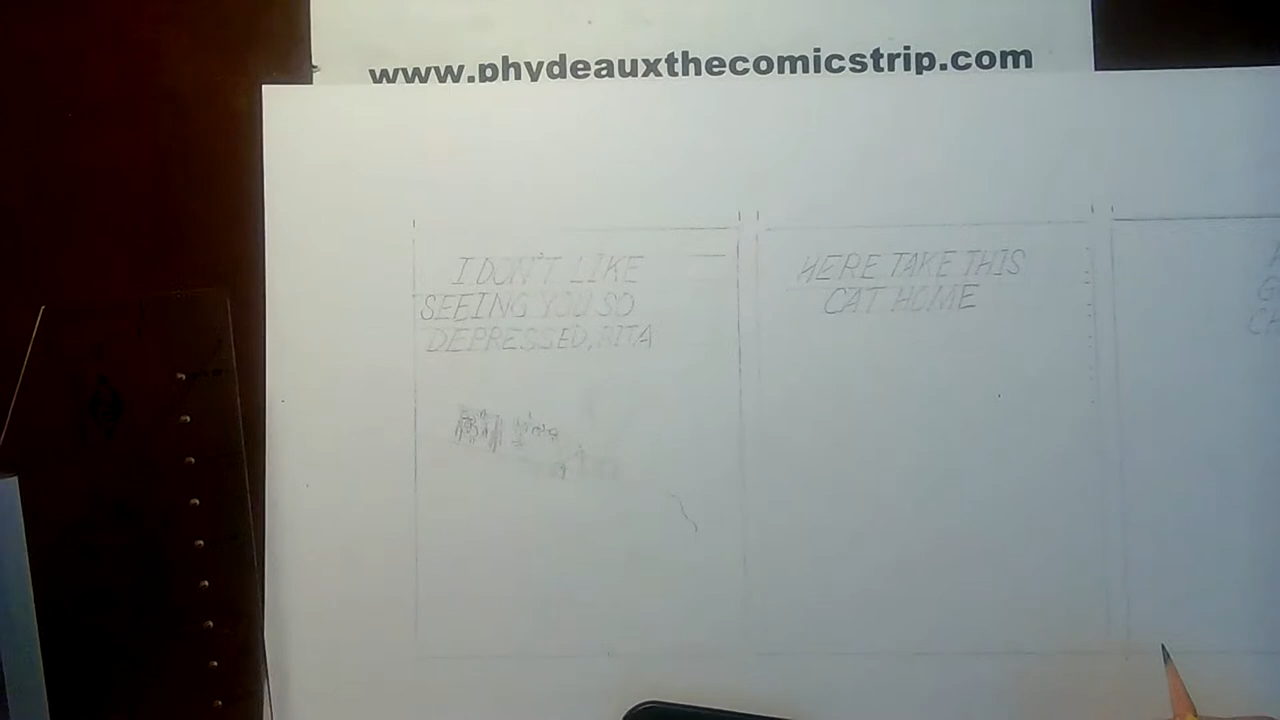 www.phydeauxthecomicstrip.com
I DON'T LIKE
SEEING YOU SO
DEPRESSED, RITA
HERE TAKE THIS
CAT HOME